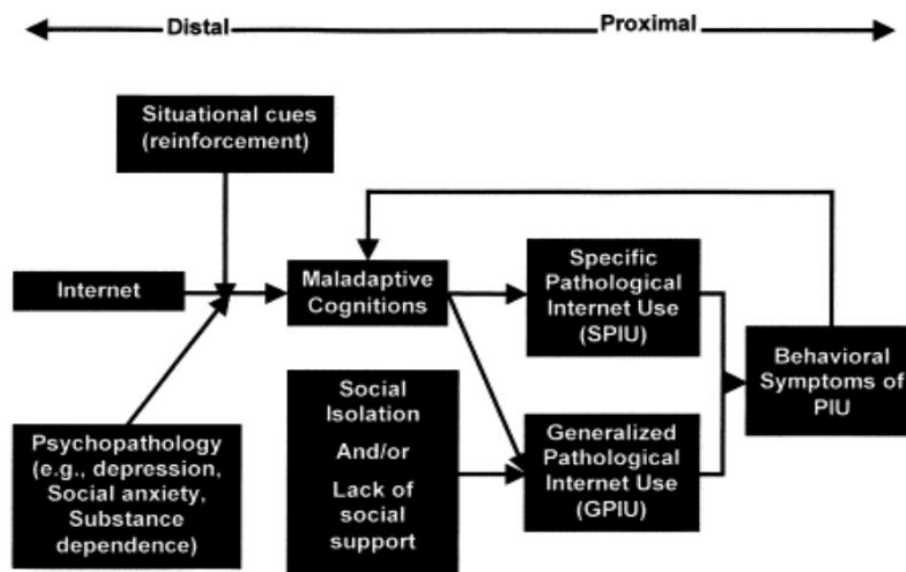 Distal
Proximal
Situational cues
(reinforcement)
Internet
Maladaptive
Cognitions
Specific
Pathological
Internet Use
(SPIU)
Behavioral
Symptoms of
PIU
Psychopathology
(e.g., depression,
Social anxiety,
Substance
dependence)
Social
Isolation
And/or
Lack of
social
support
Generalized
Pathological
Internet Use
(GPIU)